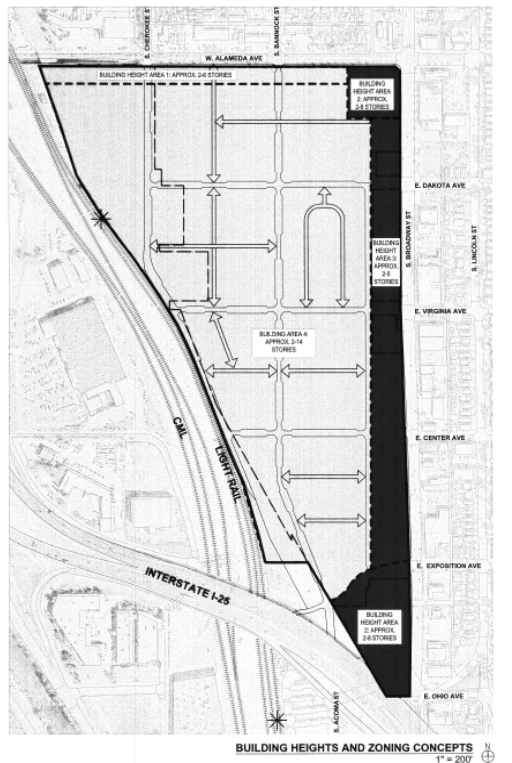 S. CHEROKEE ST
S. BANNOCK ST
W. ALAMEDA AVE
BUILDING HEIGHT AREA 1: APPROX. 2-6 STORIES
BUILDING
HEIGHT AREA
2: APPROX.
2-8 STORIES
E. DAKOTA AVE
S. BROADWAY ST
S. LINCOLN ST
BUILDING
HEIGHT
AREA 3:
APPROX.
2-5
STORIES
E. VIRGINIA AVE
BUILDING AREA 4:
APPROX. 2-14
STORIES
CML
LIGHT RAIL
E. CENTER AVE
E. EXPOSITION AVE
INTERSTATE I-25
BUILDING
HEIGHT AREA
2: APPROX.
2-8 STORIES
E. OHIO AVE
S. ACOMA ST
BUILDING HEIGHTS AND ZONING CONCEPTS
1" = 200'
N